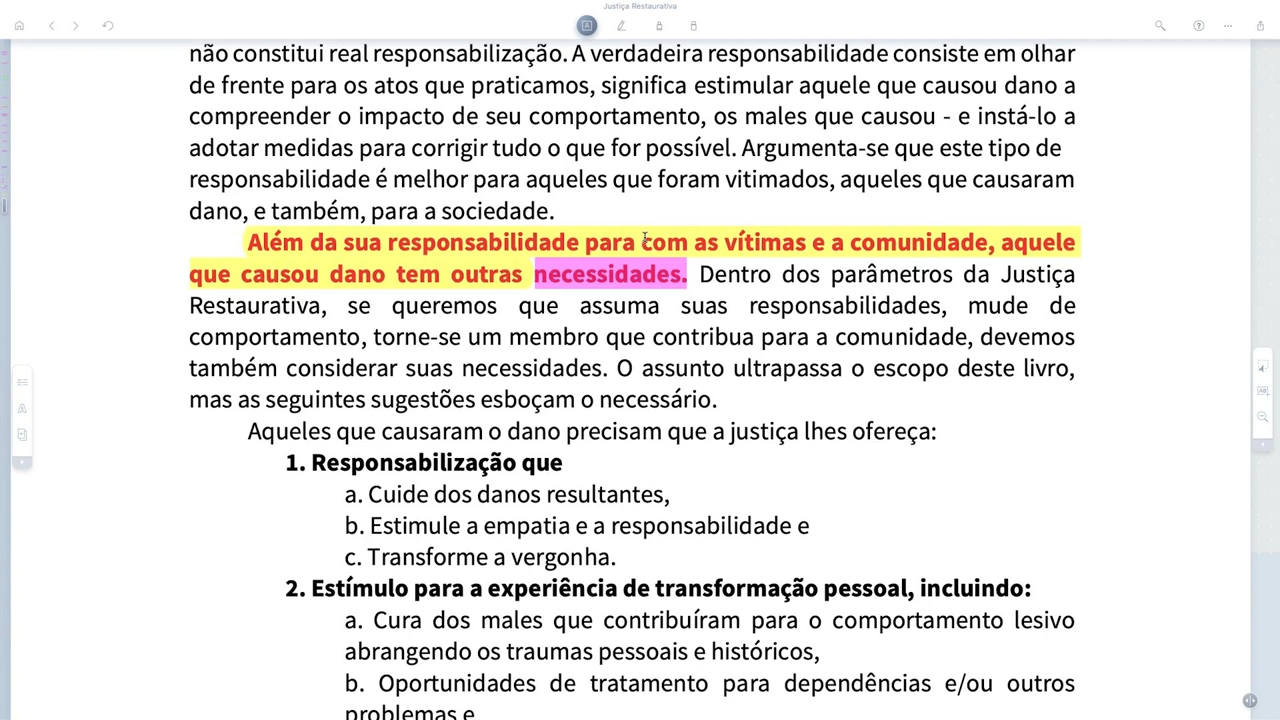 Justiça Restaurativa
não constitui real responsabilização. A verdadeira responsabilidade consiste em olhar
de frente para os atos que praticamos, significa estimular aquele que causou dano a
compreender o impacto de seu comportamento, os males que causou - e instá-lo a
adotar medidas para corrigir tudo o que for possível. Argumenta-se que este tipo de
responsabilidade é melhor para aqueles que foram vitimados, aqueles que causaram
dano, e também, para a sociedade.
Além da sua responsabilidade para com as vítimas e a comunidade, aquele
que causou dano tem outras necessidades. Dentro dos parâmetros da Justiça
Restaurativa, se queremos que assuma suas responsabilidades, mude de
comportamento, torne-se um membro que contribua para a comunidade, devemos
também considerar suas necessidades. O assunto ultrapassa o escopo deste livro,
mas as seguintes sugestões esboçam o necessário.
Aqueles que causaram o dano precisam que a justiça lhes ofereça:
1. Responsabilização que
a. Cuide dos danos resultantes,
b. Estimule a empatia e a responsabilidade e
c. Transforme a vergonha.
2. Estímulo para a experiência de transformação pessoal, incluindo:
a. Cura dos males que contribuíram para o comportamento lesivo
abrangendo os traumas pessoais e históricos,
b. Oportunidades de tratamento para dependências e/ou outros
problemas e